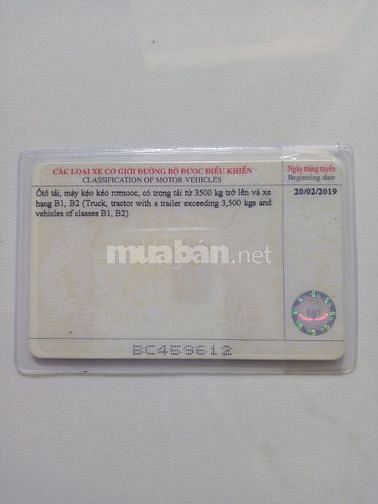 CÁC LOẠI XE CƠ GIỚI ĐƯỜNG BỘ ĐƯỢC ĐIỀU KHIỂN
CLASSIFICATION OF MOTOR VEHICLES
Ngày trúng tuyển
Beginning date
Ôtô tải, máy kéo kéo rơmooc, có trọng tải từ 3500 kg trở lên và xe
hạng B1, B2 (Truck, tractor with a trailer exceeding 3,500 kgs and
vehicles of classes B1, B2)
20/02/2019
muabán.net
BC459612